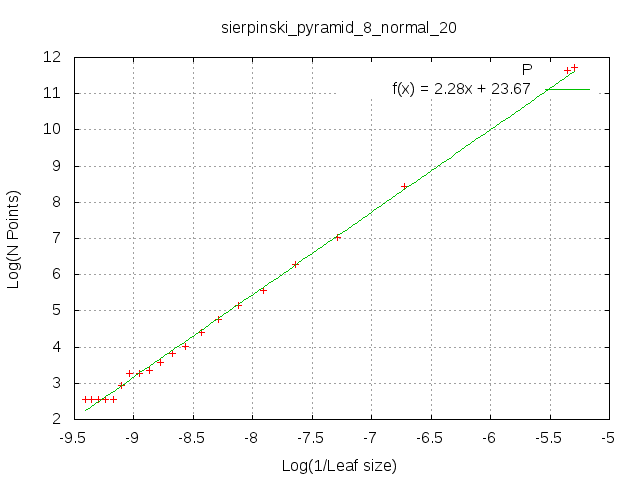 sierpinski_pyramid_8_normal_20
12
11
10
9
8
7
6
5
4
3
2
P
f(x) = 2.28x + 23.67
Log(N Points)
-9.5 -9 -8.5 -8 -7.5 -7 -6.5 -6 -5.5 -5
Log(1/Leaf size)